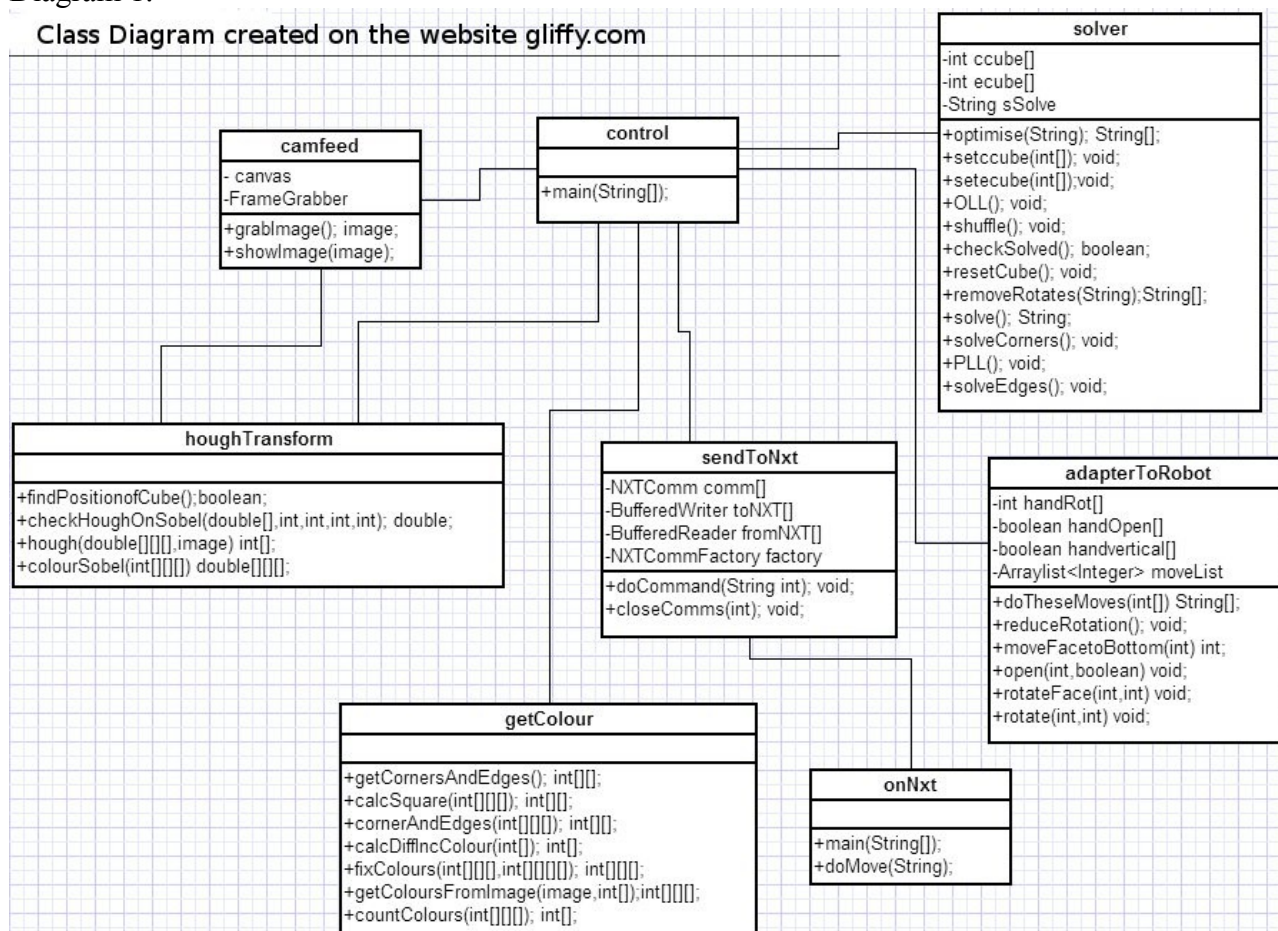 Class Diagram created on the website gliffy.com
solver
-int ccube[]
-int ecube[]
-String sSolve
+optimise(String); String[];
+setccube(int[]); void;
+setecube(int[]);void;
+OLL(); void;
+shuffle(); void;
+checkSolved(); boolean;
+resetCube(); void;
+removeRotates(String);String[];
+solve(); String;
+solveCorners(); void;
+PLL(); void;
+solveEdges(); void;
control
+main(String[]);
camfeed
- canvas
-FrameGrabber
+grabImage(); image;
+showImage(image);
houghTransform
+findPositionofCube();boolean;
+checkHoughOnSobel(double[],int,int,int,int); double;
+hough(double[][][],image) int[];
+colourSobel(int[][][]) double[][][];
sendToNxt
-NXTComm comm[]
-BufferedWriter toNXT[]
-BufferedReader fromNXT[]
-NXTCommFactory factory
+doCommand(String int); void;
+closeComms(int); void;
adapterToRobot
-int handRot[]
-boolean handOpen[]
-boolean handvertical[]
-Arraylist<Integer> moveList
+doTheseMoves(int[]) String[];
+reduceRotation(); void;
+moveFacetoBottom(int) int;
+open(int,boolean) void;
+rotateFace(int,int) void;
+rotate(int,int) void;
getColour
+getCornersAndEdges(); int[][];
+calcSquare(int[][][]); int[][];
+cornerAndEdges(int[][][]); int[][];
+calcDiffIncColour(int[]); int[];
+fixColours(int[][][],int[][][][]); int[][][];
+getColoursFromImage(image,int[]);int[][][];
+countColours(int[][][]); int[];
onNxt
+main(String[]);
+doMove(String);